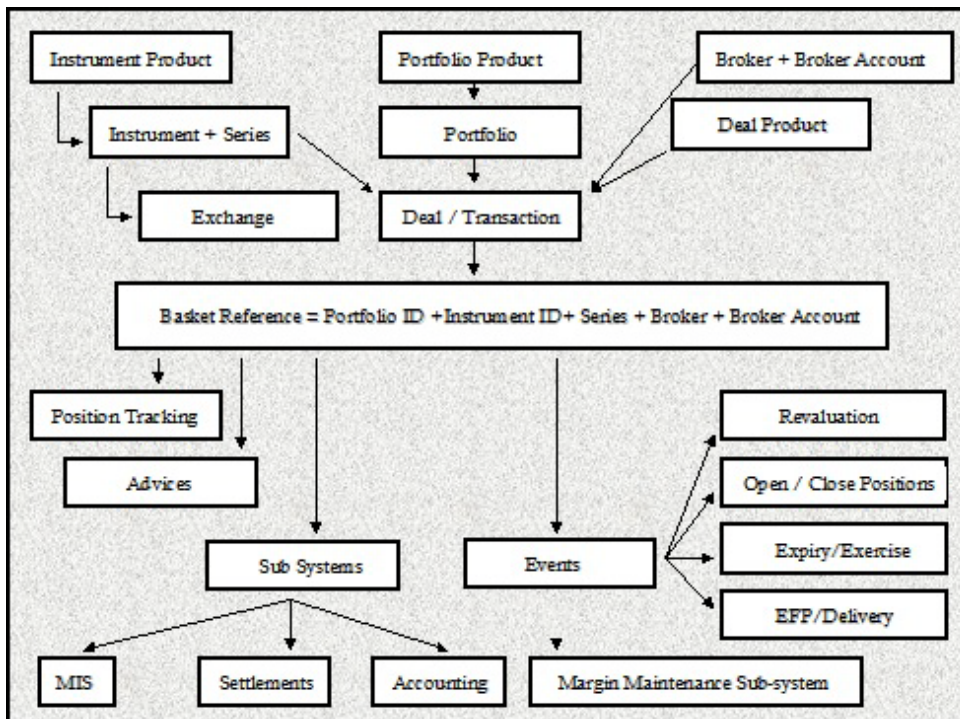 Instrument Product
Portfolio Product
Broker + Broker Account
Instrument + Series
Portfolio
Deal Product
Exchange
Deal / Transaction
Basket Reference = Portfolio ID +Instrument ID+ Series + Broker + Broker Account
Position Tracking
Revaluation
Advices
Open / Close Positions
Sub Systems
Events
Expiry/Exercise
EFP/Delivery
MIS
Settlements
Accounting
Margin Maintenance Sub-system